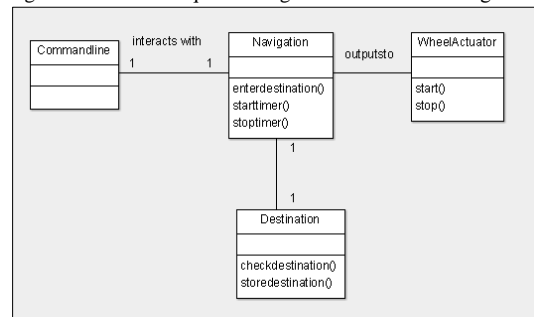 interacts with
Commandline
1
1
Navigation
enterdestination()
starttimer()
stoptimer()
outputsto
WheelActuator
start()
stop()
1
1
Destination
checkdestination()
storedestination()